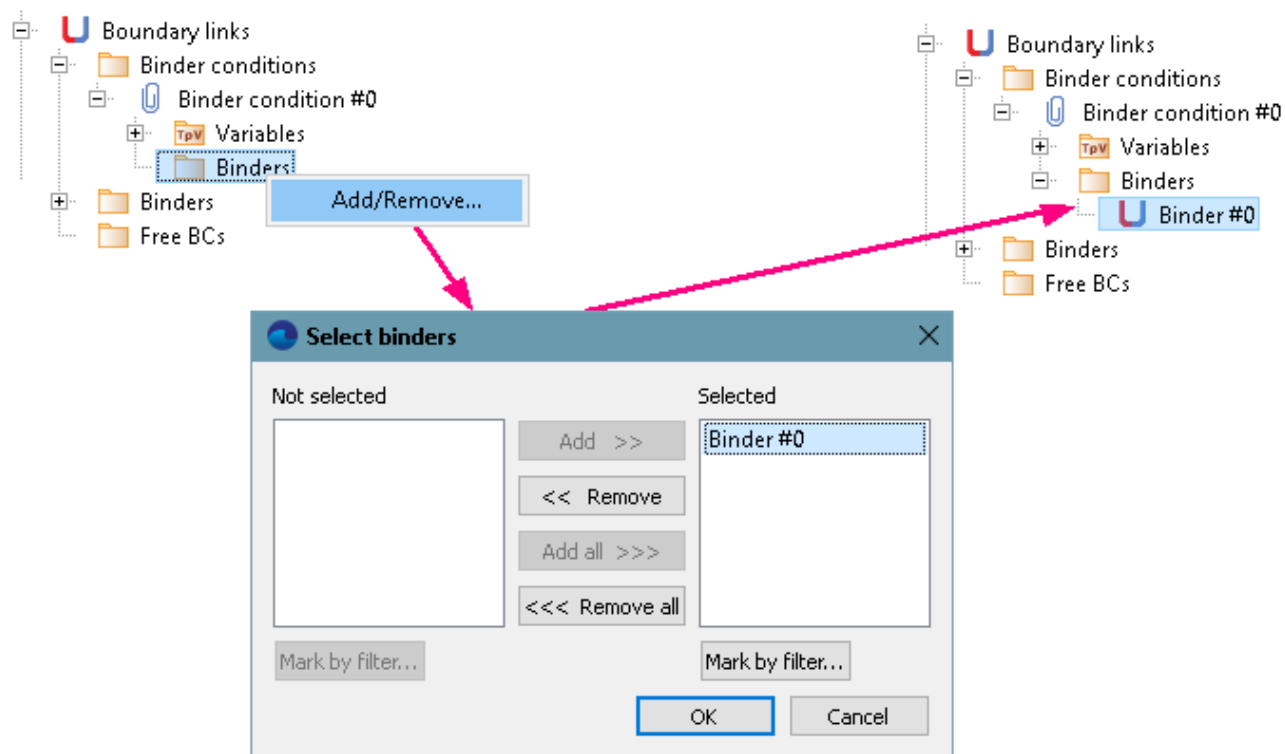 Boundary links
Binder conditions
Binder condition #0
TpV Variables
Binders
Add/Remove...
Binders
Free BCs
Boundary links
Binder conditions
Binder condition #0
TpV Variables
Binders
Binder #0
Binders
Free BCs
Select binders
Not selected
Selected
Binder #0
Add >>
<< Remove
Add all >>>
<<< Remove all
Mark by filter...
Mark by filter...
OK
Cancel